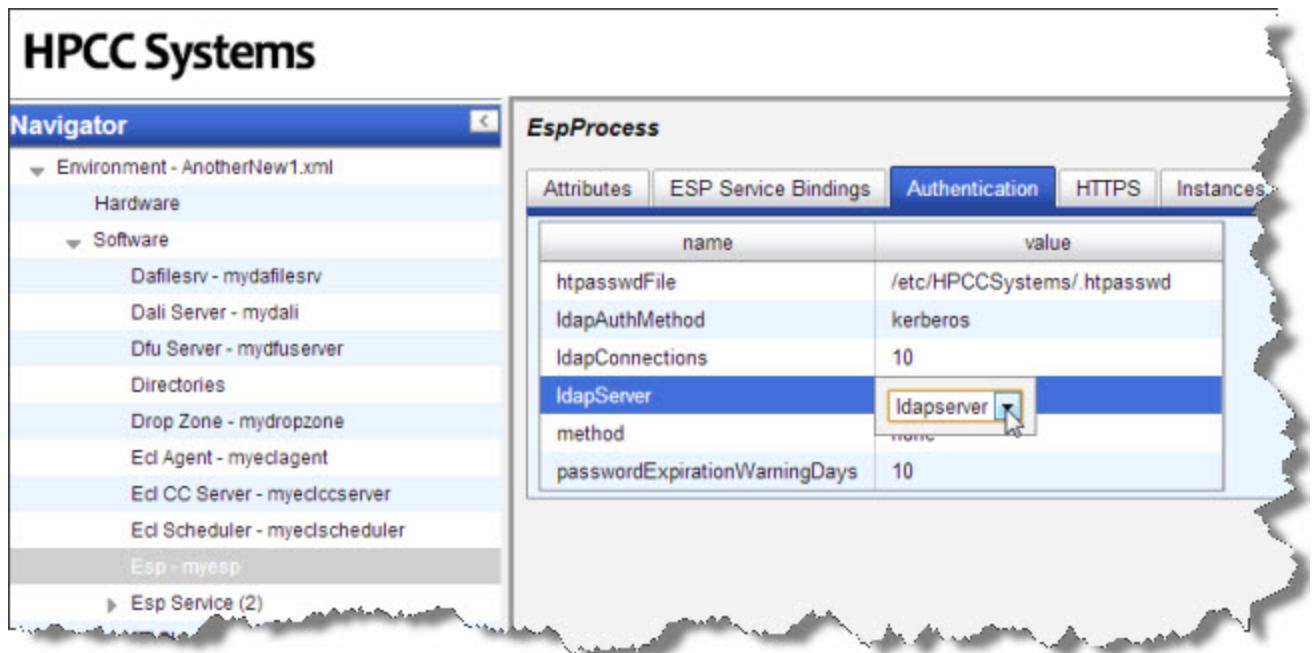 HPCC Systems
Navigator
Environment - AnotherNew1.xml
Hardware
Software
Dafilesrv - mydafilesrv
Dali Server - mydali
Dfu Server - mydfuserver
Directories
Drop Zone - mydropzone
Ecl Agent - myeclagent
Ecl CC Server - myeclccserver
Ecl Scheduler - myeclscheduler
Esp - myesp
Esp Service (2)
EspProcess
Attributes ESP Service Bindings Authentication HTTPS Instances
name value
htpasswdFile /etc/HPCCSystems/.htpasswd
ldapAuthMethod kerberos
ldapConnections 10
ldapServer ldapserver
method none
passwordExpirationWarningDays 10